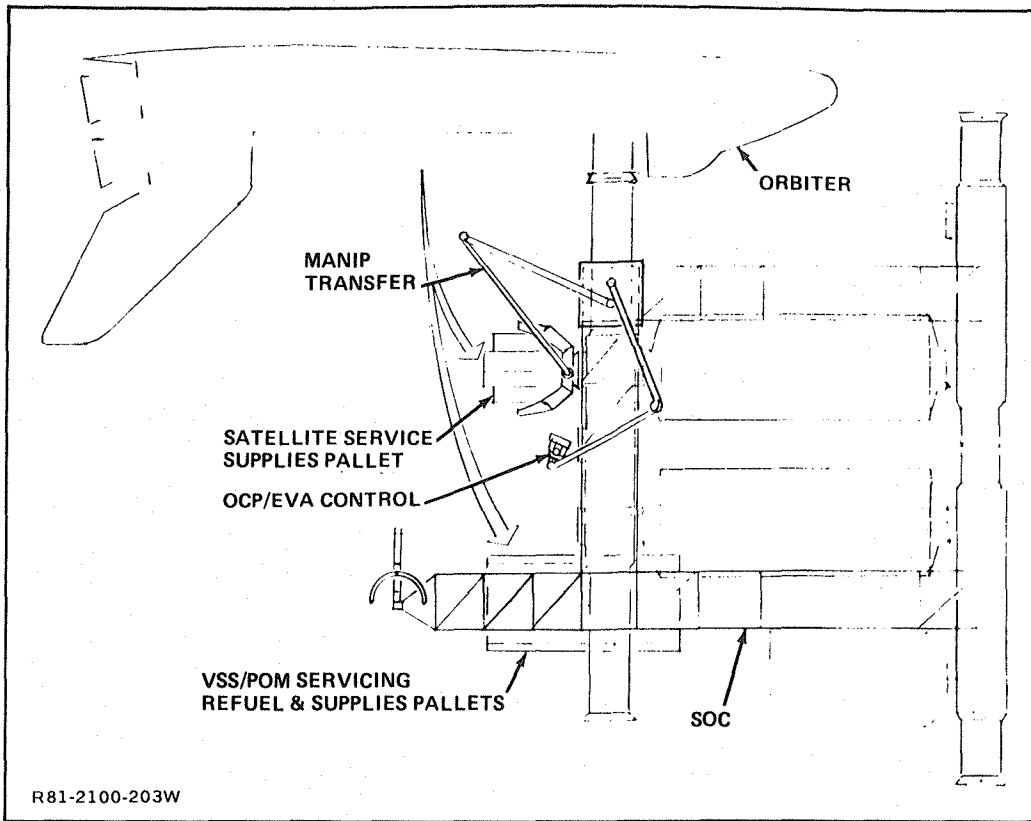 ORBITER
MANIP
TRANSFER
SATELLITE SERVICE
SUPPLIES PALLET
OCP/EVA CONTROL
VSS/POM SERVICING
REFUEL & SUPPLIES PALLETS
SOC
R81-2100-203W